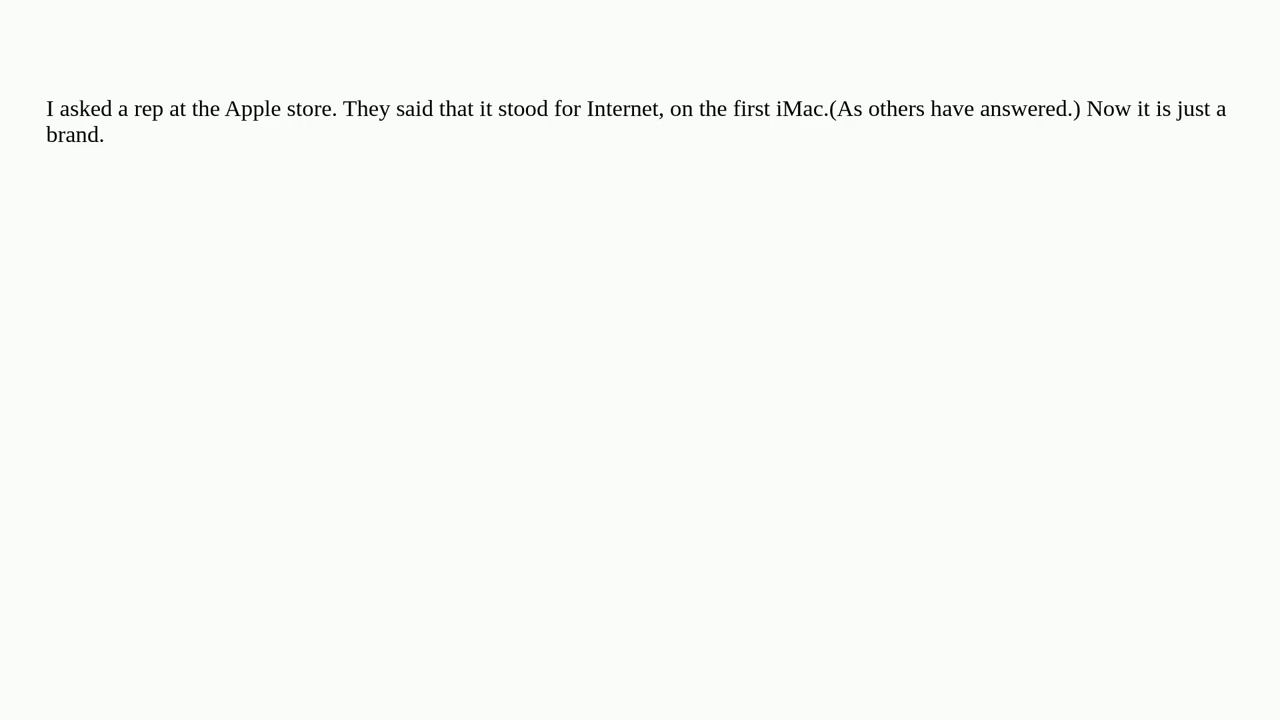 I asked a rep at the Apple store. They said that it stood for Internet, on the first iMac.(As others have answered.) Now it is just a
brand.